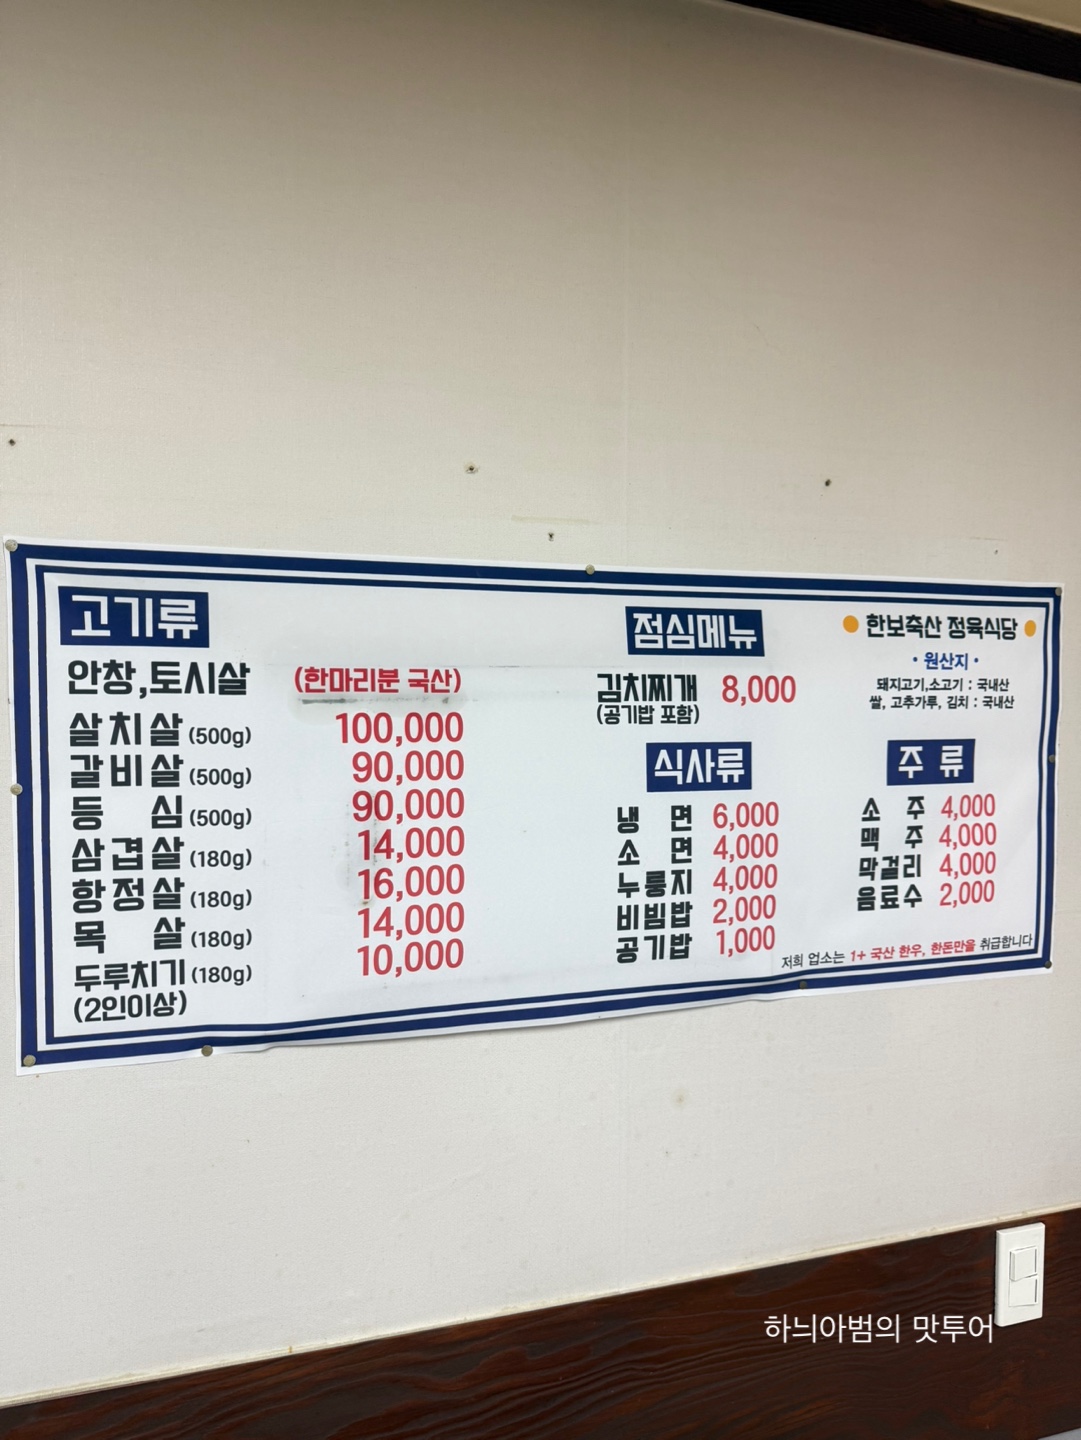 고기류
안창,토시살 (한마리분 국산)
살치살 (500g) 100,000
갈비살 (500g) 90,000
등 심 (500g) 90,000
삼겹살 (180g) 14,000
항정살 (180g) 16,000
목 살 (180g) 14,000
두루치기 (180g) 10,000
(2인이상)
점심메뉴
김치찌개 8,000
(공기밥 포함)
식사류
냉 면 6,000
소 면 4,000
누룽지 4,000
비빔밥 2,000
공기밥 1,000
한보축산 정육식당
· 원산지 ·
돼지고기,소고기 : 국내산
쌀, 고추가루, 김치 : 국내산
주 류
소 주 4,000
맥 주 4,000
막걸리 4,000
음료수 2,000
저희 업소는 1+ 국산 한우, 한돈만을 취급합니다
하늬아범의 맛투어